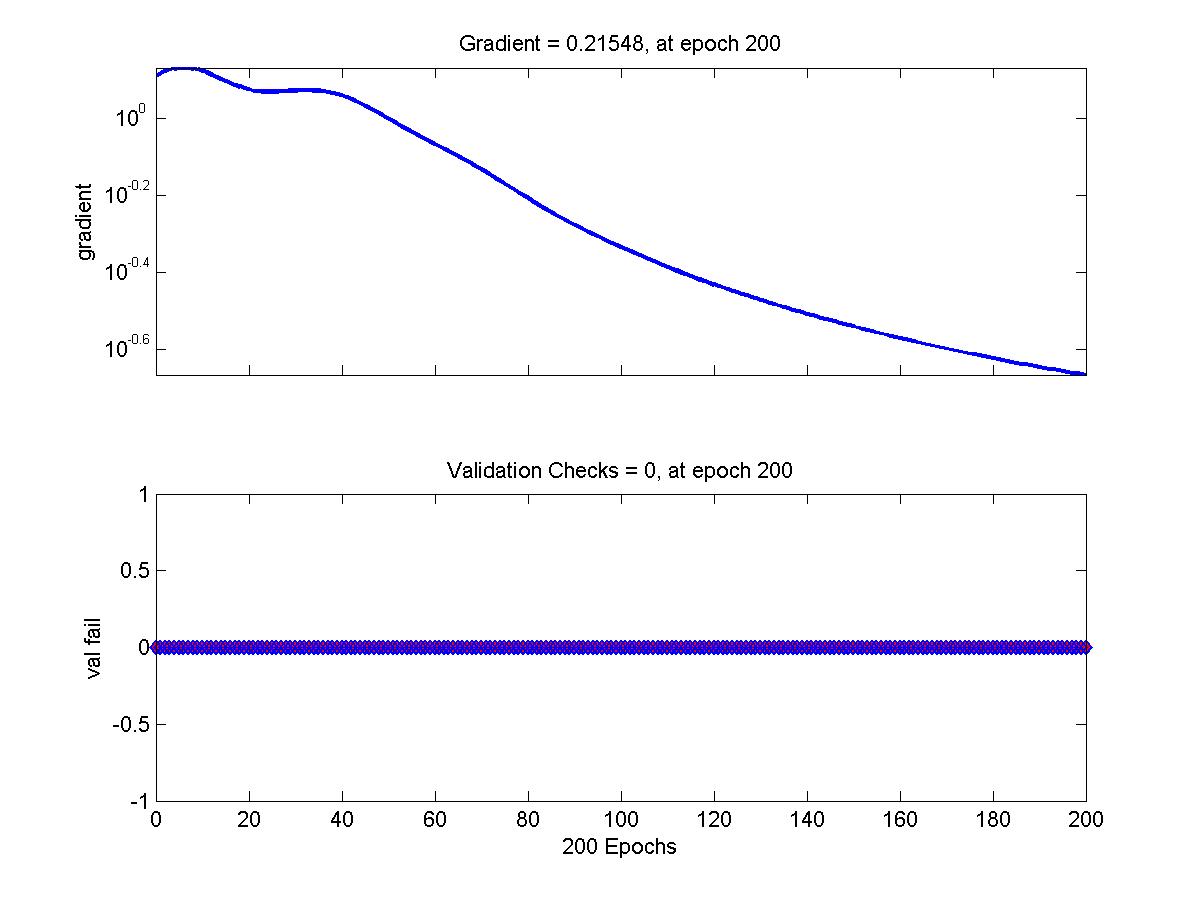 Gradient = 0.21548, at epoch 200
10^0
10^-0.2
10^-0.4
10^-0.6
gradient
Validation Checks = 0, at epoch 200
1
0.5
0
-0.5
-1
val fail
0 20 40 60 80 100 120 140 160 180 200
200 Epochs